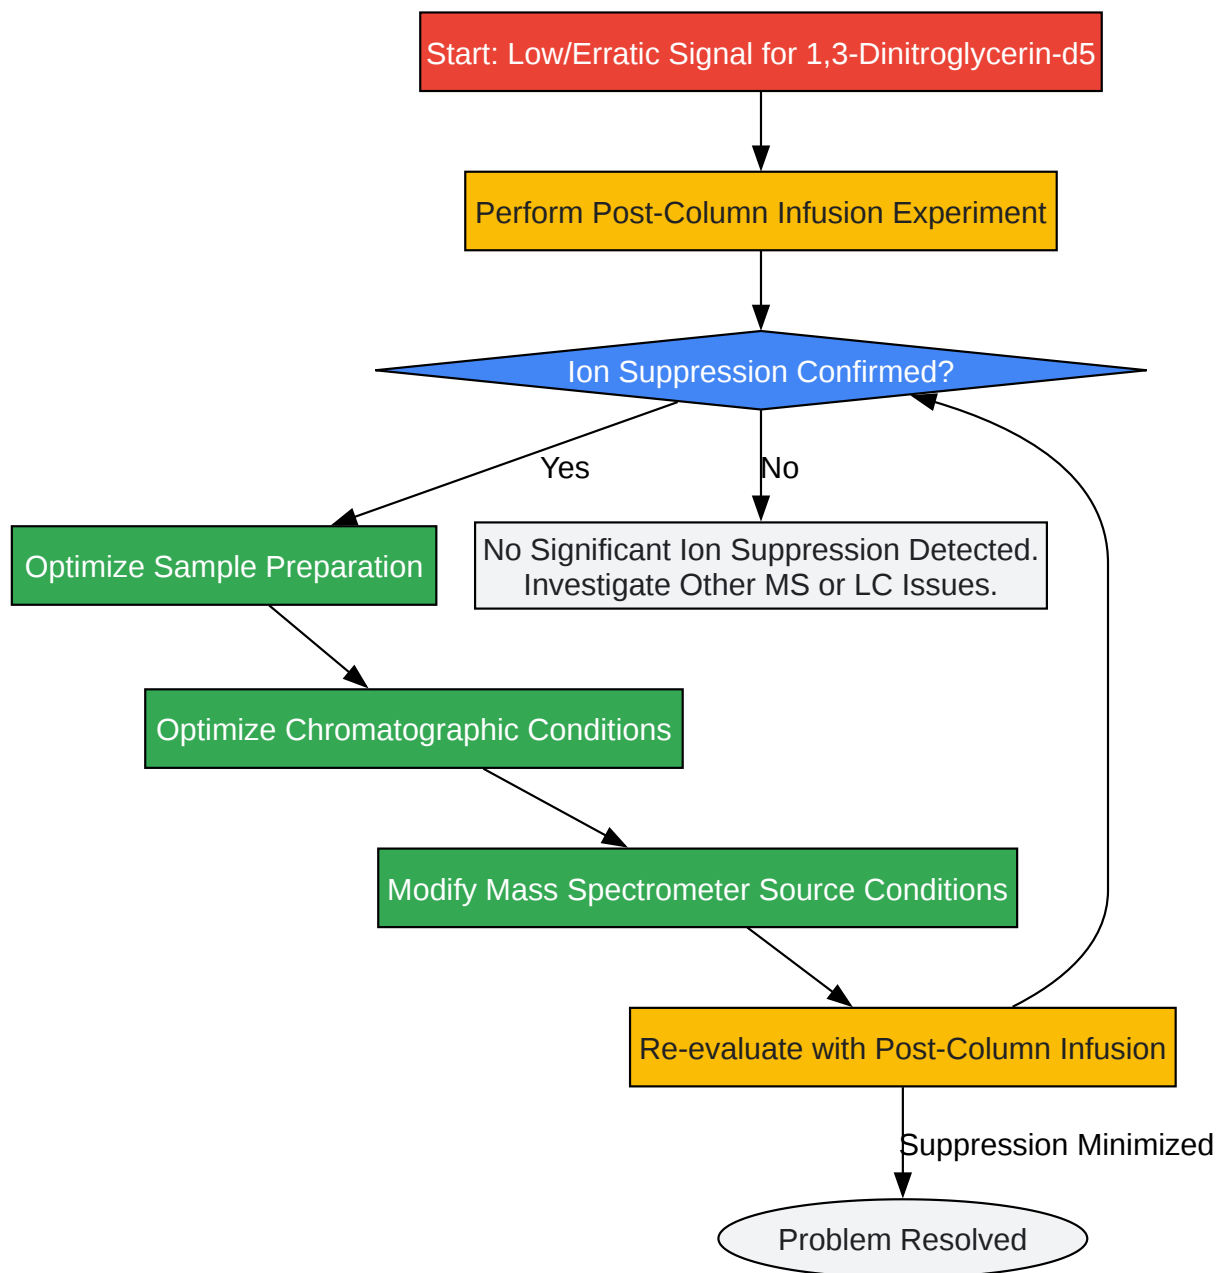 Start: Low/Erratic Signal for 1,3-Dinitroglycerin-d5
Perform Post-Column Infusion Experiment
Ion Suppression Confirmed?
Yes
No
Optimize Sample Preparation
No Significant Ion Suppression Detected.
Investigate Other MS or LC Issues.
Optimize Chromatographic Conditions
Modify Mass Spectrometer Source Conditions
Re-evaluate with Post-Column Infusion
Suppression Minimized
Problem Resolved